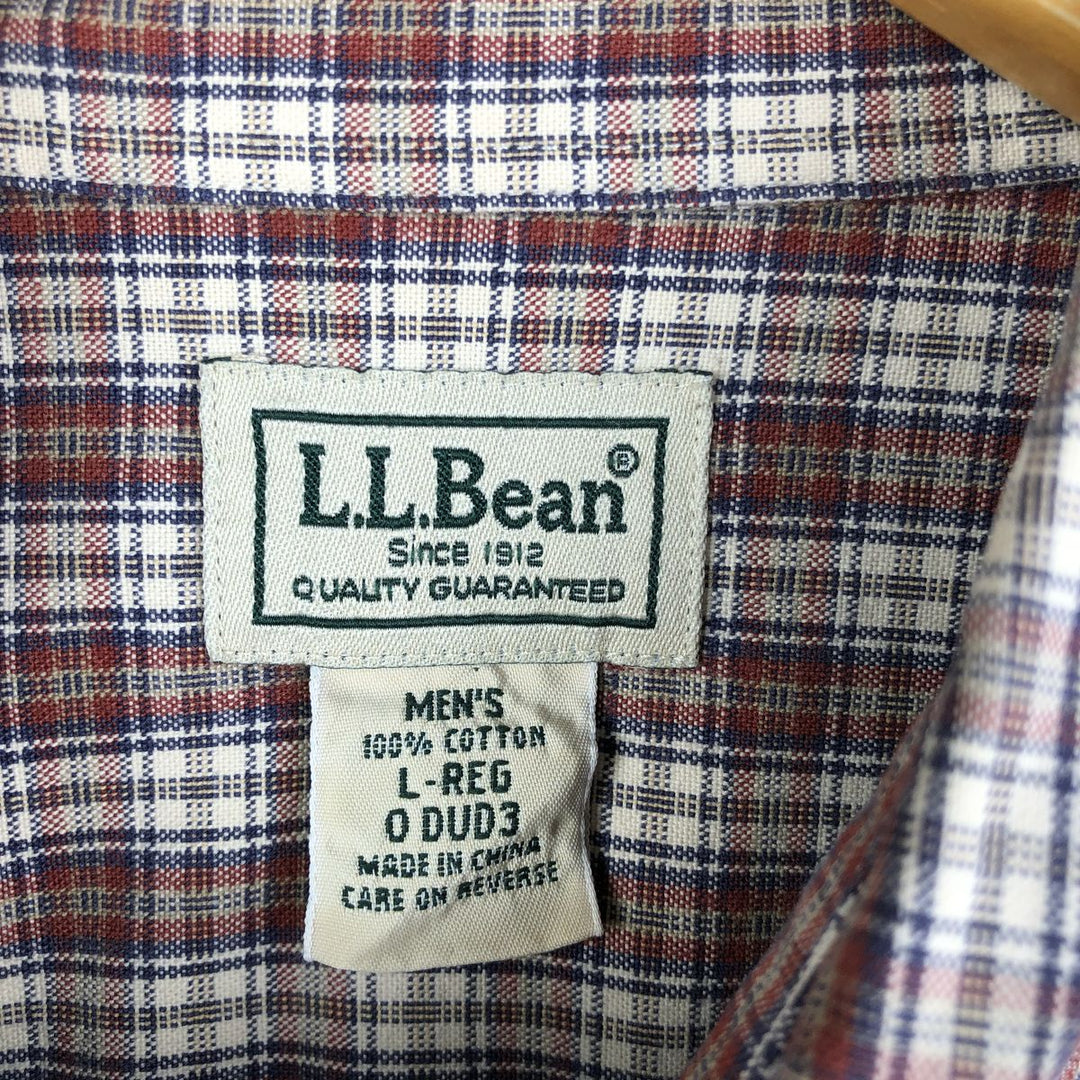 L.L.Bean®
Since 1912
QUALITY GUARANTEED
MEN'S
100% COTTON
L-REG
0 DUD3
MADE IN CHINA
CARE ON REVERSE